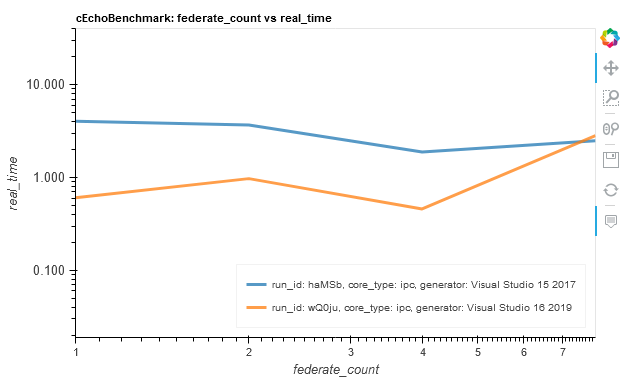 cEchoBenchmark: federate_count vs real_time
10.000
1.000
0.100
real_time
run_id: haMSb, core_type: ipc, generator: Visual Studio 15 2017
run_id: wQ0ju, core_type: ipc, generator: Visual Studio 16 2019
1 2 3 4 5 6 7
federate_count